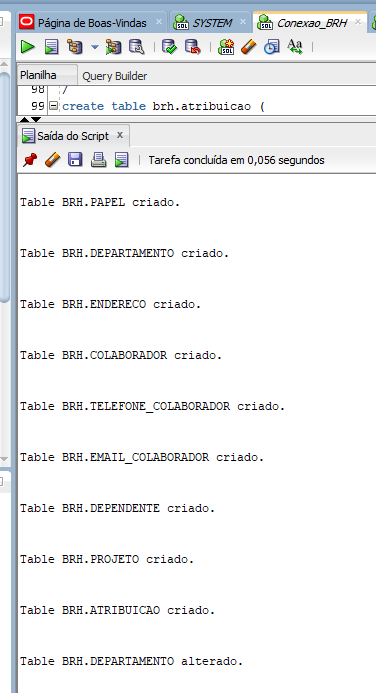 Página de Boas-Vindas SYSTEM Conexao_BRH
Planilha Query Builder
98 /
99 create table brh.atribuicao (
Saída do Script
Tarefa concluída em 0,056 segundos
Table BRH.PAPEL criado.
Table BRH.DEPARTAMENTO criado.
Table BRH.ENDERECO criado.
Table BRH.COLABORADOR criado.
Table BRH.TELEFONE_COLABORADOR criado.
Table BRH.EMAIL_COLABORADOR criado.
Table BRH.DEPENDENTE criado.
Table BRH.PROJETO criado.
Table BRH.ATRIBUICAO criado.
Table BRH.DEPARTAMENTO alterado.